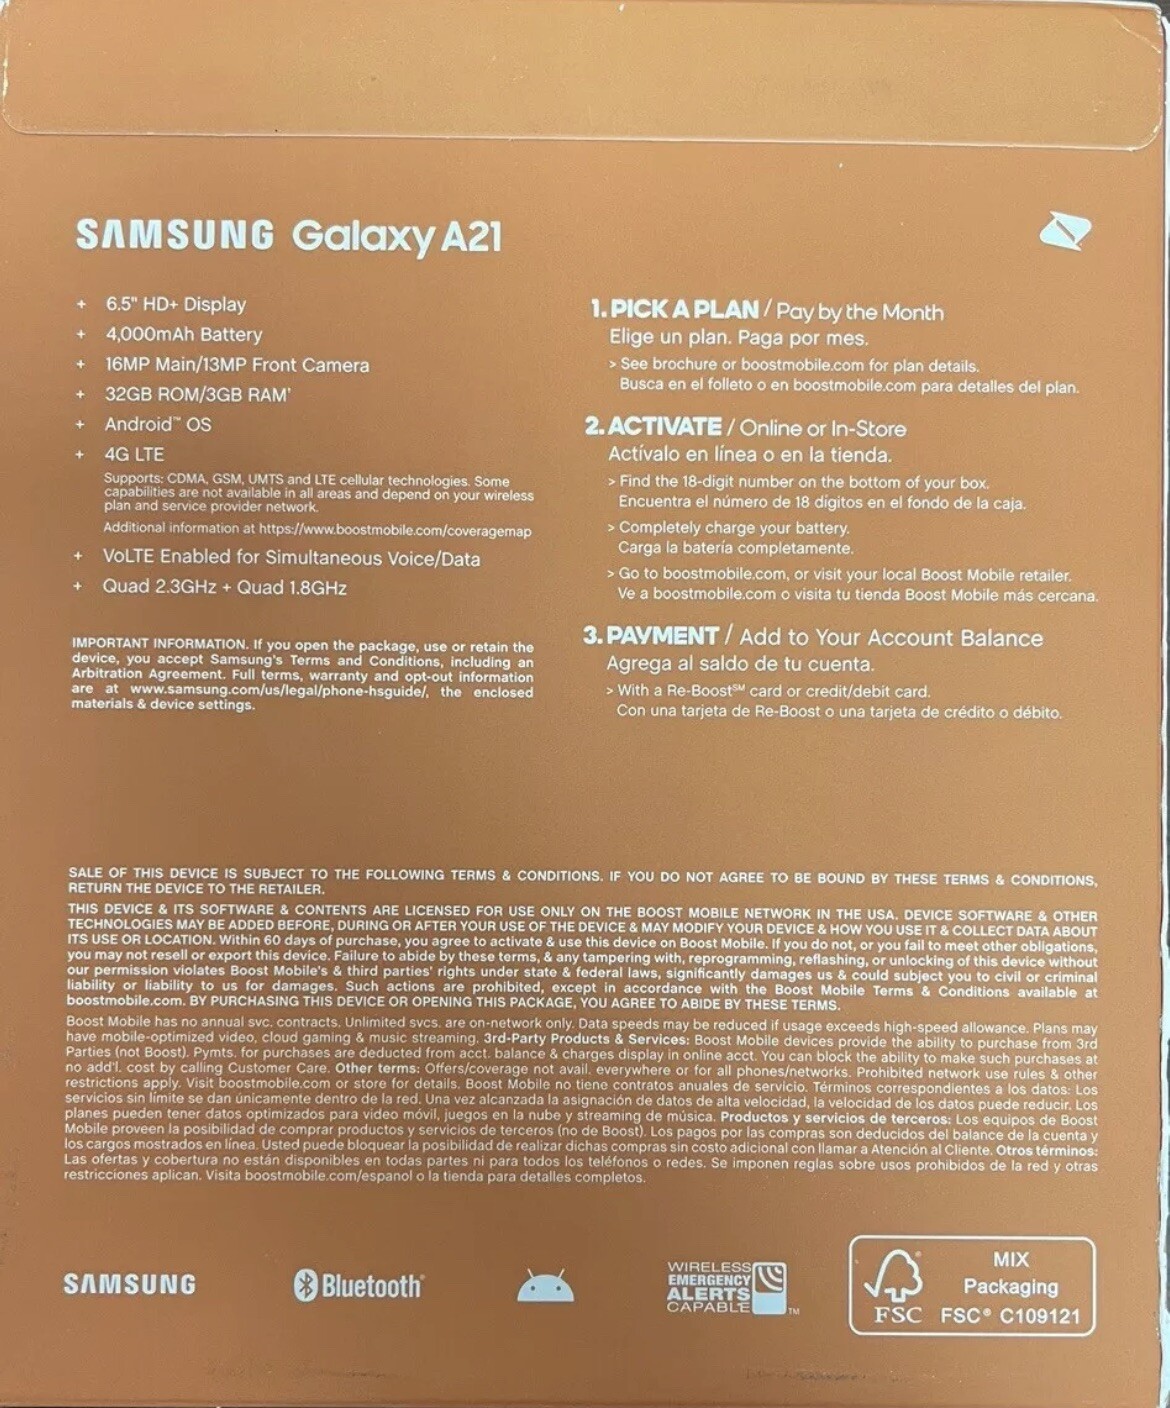 SAMSUNG Galaxy A21
+ 6.5" HD+ Display
+ 4,000mAh Battery
+ 16MP Main/13MP Front Camera
+ 32GB ROM/3GB RAM'
+ Android™ OS
+ 4G LTE
Supports: CDMA, GSM, UMTS and LTE cellular technologies. Some
capabilities are not available in all areas and depend on your wireless
plan and service provider network.
Additional information at https://www.boostmobile.com/coveragemap
+ VoLTE Enabled for Simultaneous Voice/Data
+ Quad 2.3GHz + Quad 1.8GHz
IMPORTANT INFORMATION. If you open the package, use or retain the
device, you accept Samsung's Terms and Conditions, including an
Arbitration Agreement. Full terms, warranty and opt-out information
are at www.samsung.com/us/legal/phone-hsguide/, the enclosed
materials & device settings.
1. PICK A PLAN / Pay by the Month
Elige un plan. Paga por mes.
> See brochure or boostmobile.com for plan details.
Busca en el folleto o en boostmobile.com para detalles del plan.
2. ACTIVATE / Online or In-Store
Actívalo en línea o en la tienda.
> Find the 18-digit number on the bottom of your box.
Encuentra el número de 18 dígitos en el fondo de la caja.
> Completely charge your battery.
Carga la batería completamente.
> Go to boostmobile.com, or visit your local Boost Mobile retailer.
Ve a boostmobile.com o visita tu tienda Boost Mobile más cercana.
3. PAYMENT / Add to Your Account Balance
Agrega al saldo de tu cuenta.
> With a Re-Boost℠ card or credit/debit card.
Con una tarjeta de Re-Boost o una tarjeta de crédito o débito.
SALE OF THIS DEVICE IS SUBJECT TO THE FOLLOWING TERMS & CONDITIONS. IF YOU DO NOT AGREE TO BE BOUND BY THESE TERMS & CONDITIONS,
RETURN THE DEVICE TO THE RETAILER.
THIS DEVICE & ITS SOFTWARE & CONTENTS ARE LICENSED FOR USE ONLY ON THE BOOST MOBILE NETWORK IN THE USA. DEVICE SOFTWARE & OTHER
TECHNOLOGIES MAY BE ADDED BEFORE, DURING OR AFTER YOUR USE OF THE DEVICE & MAY MODIFY YOUR DEVICE & HOW YOU USE IT & COLLECT DATA ABOUT
ITS USE OR LOCATION. Within 60 days of purchase, you agree to activate & use this device on Boost Mobile. If you do not, or you fail to meet other obligations,
you may not resell or export this device. Failure to abide by these terms, & any tampering with, reprogramming, reflashing, or unlocking of this device without
our permission violates Boost Mobile's & third parties' rights under state & federal laws, significantly damages us & could subject you to civil or criminal
liability or liability to us for damages. Such actions are prohibited, except in accordance with the Boost Mobile Terms & Conditions available at
boostmobile.com. BY PURCHASING THIS DEVICE OR OPENING THIS PACKAGE, YOU AGREE TO ABIDE BY THESE TERMS.
Boost Mobile has no annual svc. contracts. Unlimited svcs. are on-network only. Data speeds may be reduced if usage exceeds high-speed allowance. Plans may
have mobile-optimized video, cloud gaming & music streaming. 3rd-Party Products & Services: Boost Mobile devices provide the ability to purchase from 3rd
Parties (not Boost). Pymts. for purchases are deducted from acct. balance & charges display in online acct. You can block the ability to make such purchases at
no add'l. cost by calling Customer Care. Other terms: Offers/coverage not avail. everywhere or for all phones/networks. Prohibited network use rules & other
restrictions apply. Visit boostmobile.com or store for details. Boost Mobile no tiene contratos anuales de servicio. Términos correspondientes a los datos: Los
servicios sin límite se dan únicamente dentro de la red. Una vez alcanzada la asignación de datos de alta velocidad, la velocidad de los datos puede reducir. Los
planes pueden tener datos optimizados para video móvil, juegos en la nube y streaming de música. Productos y servicios de terceros: Los equipos de Boost
Mobile proveen la posibilidad de comprar productos y servicios de terceros (no de Boost). Los pagos por las compras son deducidos del balance de la cuenta y
los cargos mostrados en línea. Usted puede bloquear la posibilidad de realizar dichas compras sin costo adicional con llamar a Atención al Cliente. Otros términos:
Las ofertas y cobertura no están disponibles en todas partes ni para todos los teléfonos o redes. Se imponen reglas sobre usos prohibidos de la red y otras
restricciones aplican. Visita boostmobile.com/espanol o la tienda para detalles completos.
SAMSUNG
Bluetooth®
WIRELESS
EMERGENCY
ALERTS
CAPABLE™
FSC
MIX
Packaging
FSC® C109121